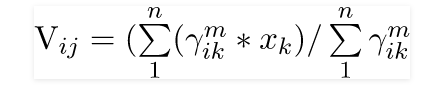 $V_{ij} = (\sum_{1}^{n} (\gamma_{ik}^{m} * x_k) / \sum_{1}^{n} \gamma_{ik}^{m}$